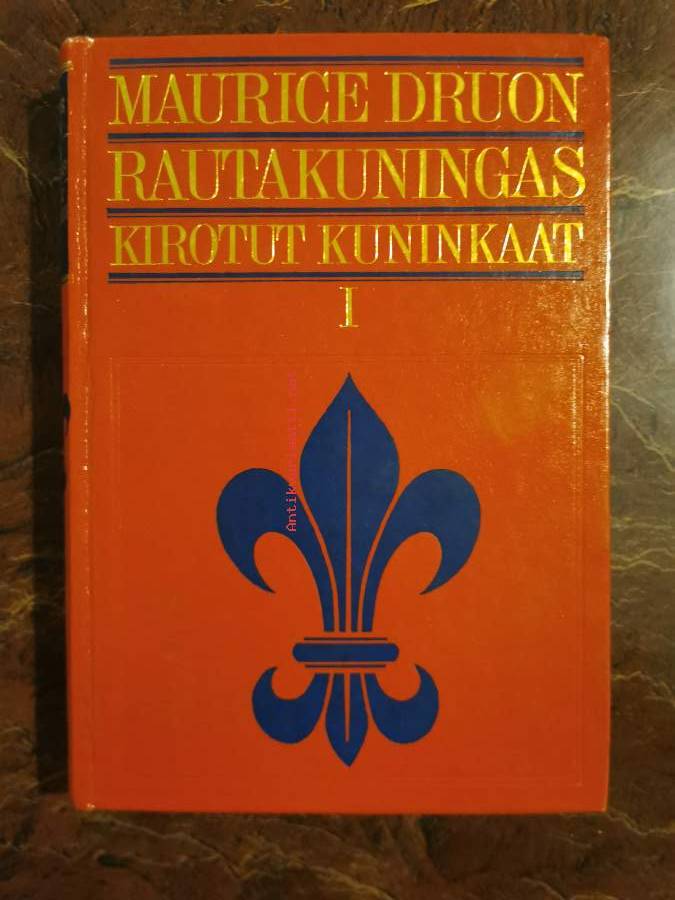 MAURICE DRUON
RAUTAKUNINGAS
KIROTUT KUNINKAAT
I